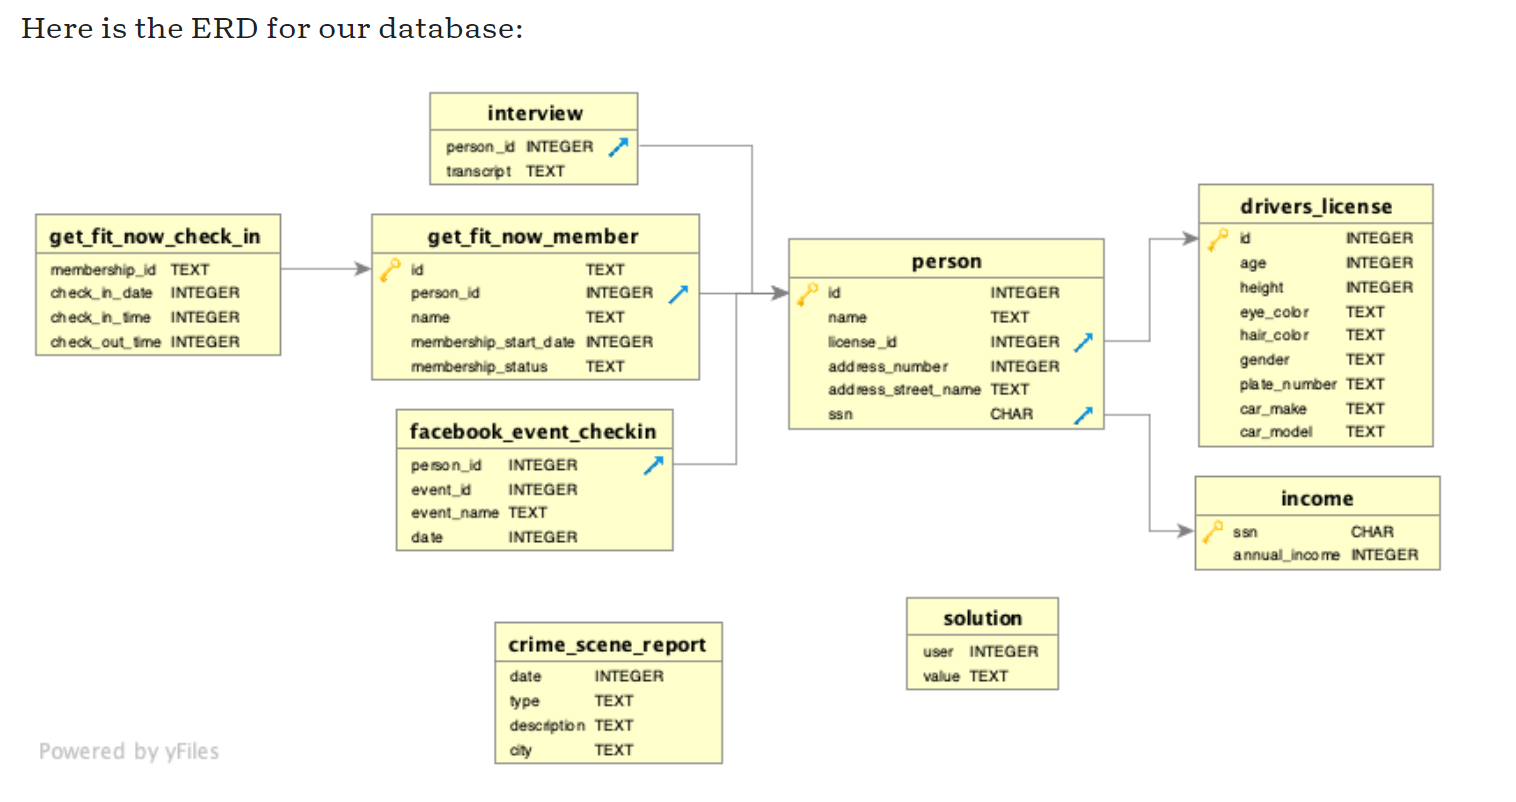 Here is the ERD for our database:
interview
person_id INTEGER
transcript TEXT
get_fit_now_check_in
membership_id TEXT
check_in_date INTEGER
check_in_time INTEGER
check_out_time INTEGER
get_fit_now_member
id TEXT
person_id INTEGER
name TEXT
membership_start_date INTEGER
membership_status TEXT
facebook_event_checkin
person_id INTEGER
event_id INTEGER
event_name TEXT
date INTEGER
person
id INTEGER
name TEXT
license_id INTEGER
address_number INTEGER
address_street_name TEXT
ssn CHAR
drivers_license
id INTEGER
age INTEGER
height INTEGER
eye_color TEXT
hair_color TEXT
gender TEXT
plate_number TEXT
car_make TEXT
car_model TEXT
income
ssn CHAR
annual_income INTEGER
solution
user INTEGER
value TEXT
crime_scene_report
date INTEGER
type TEXT
description TEXT
city TEXT
Powered by yFiles